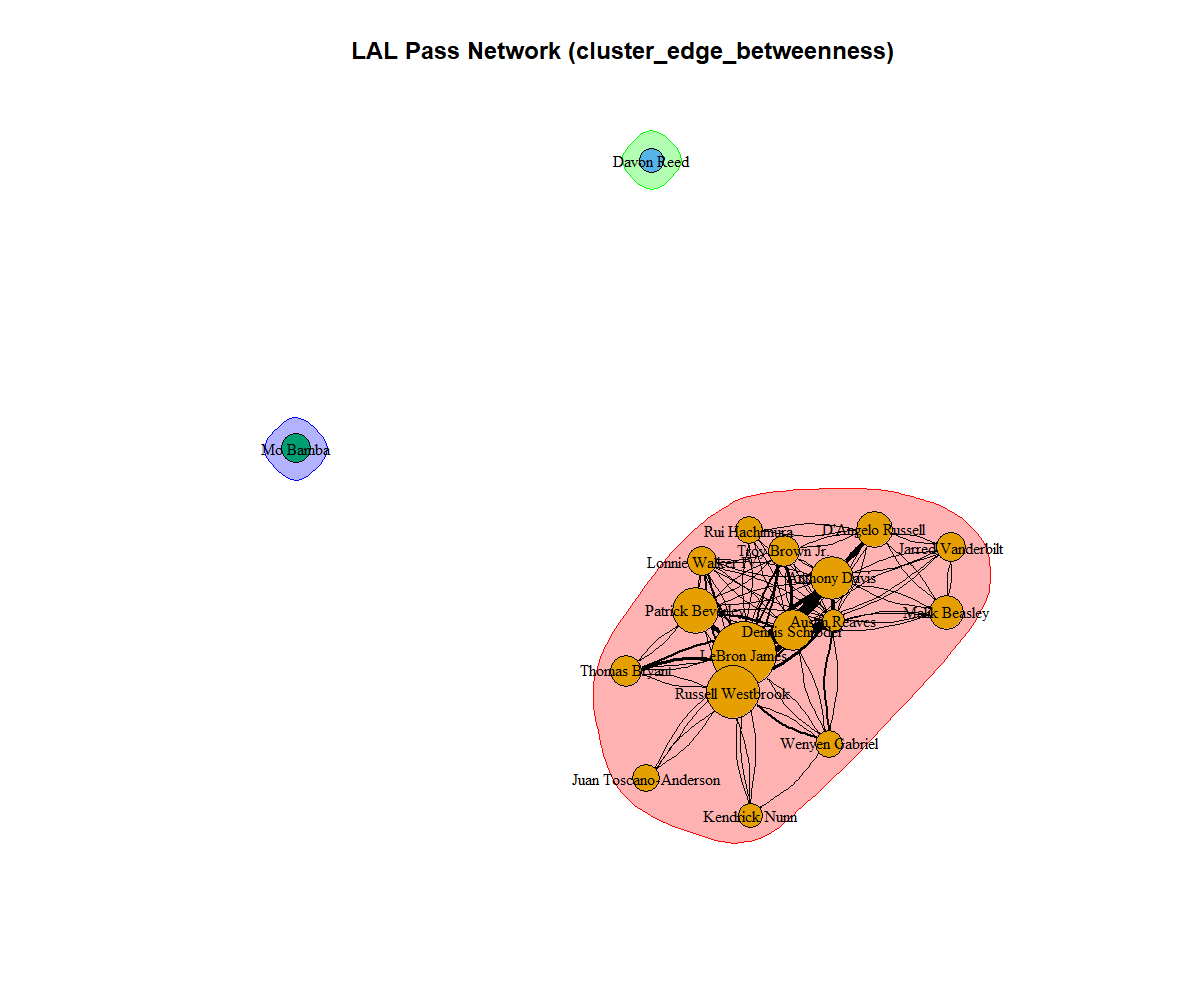 LAL Pass Network (cluster_edge_betweenness)
Davon Reed
Mo Bamba
Rui Hachimura
D'Angelo Russell
Troy Brown Jr.
Jarred Vanderbilt
Lonnie Walker IV
Anthony Davis
Patrick Beverley
Malik Beasley
Austin Reaves
Dennis Schroder
LeBron James
Thomas Bryant
Russell Westbrook
Wenyen Gabriel
Juan Toscano-Anderson
Kendrick Nunn